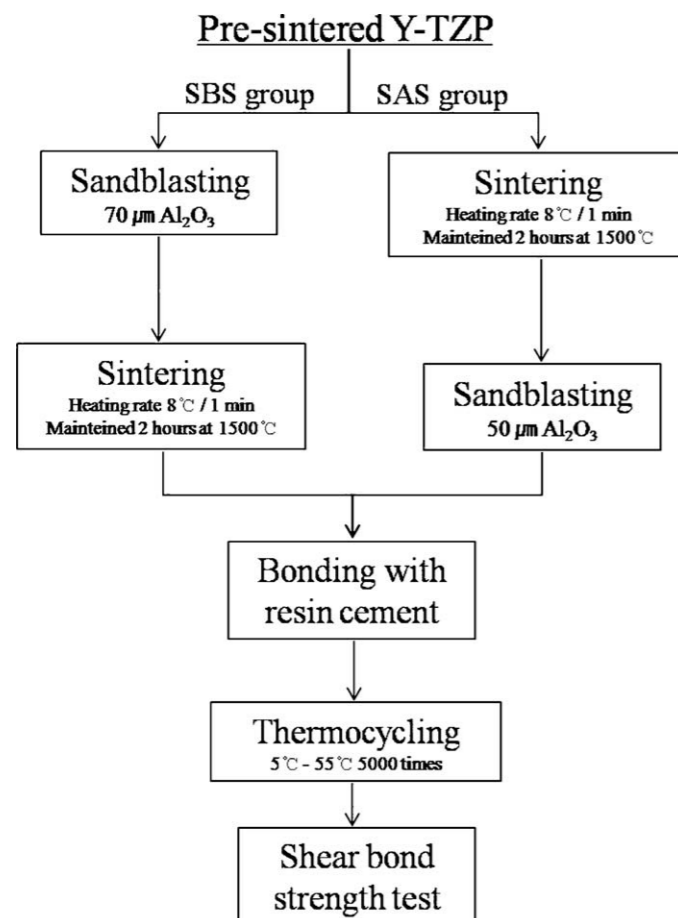 Pre-sintered Y-TZP
SBS group
SAS group
Sandblasting
70 ㎛ Al₂O₃
Sintering
Heating rate 8℃ / 1 min
Mainteined 2 hours at 1500℃
Sintering
Heating rate 8℃ / 1 min
Mainteined 2 hours at 1500℃
Sandblasting
50 ㎛ Al₂O₃
Bonding with
resin cement
Thermocycling
5℃ - 55℃ 5000 times
Shear bond
strength test